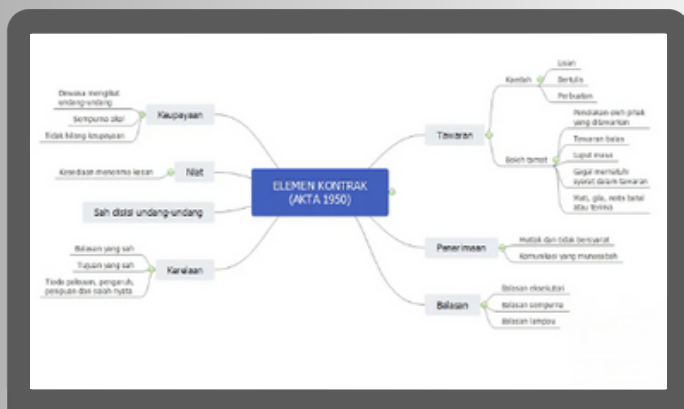 ELEMEN KONTRAK
(AKTA 1950)
Keupayaan
Dewasa mengikut
undang-undang
Sempurna akal
Tidak hilang keupayaan
Niat
Kesediaan menerima kesan
Sah disisi undang-undang
Kerelaan
Balasan yang sah
Tujuan yang sah
Tiada paksaan, pengaruh,
penipuan dan salah nyata
Tawaran
Kaedah
Lisan
Bertulis
Perbuatan
Boleh tamat
Penolakan oleh pihak
yang ditawarkan
Tawaran balas
Luput masa
Gagal mematuhi
syarat dalam tawaran
Mati, gila, notis batal
atau terima
Penerimaan
Mutlak dan tidak bersyarat
Komunikasi yang munasabah
Balasan
Balasan eksekutori
Balasan sempurna
Balasan lampau